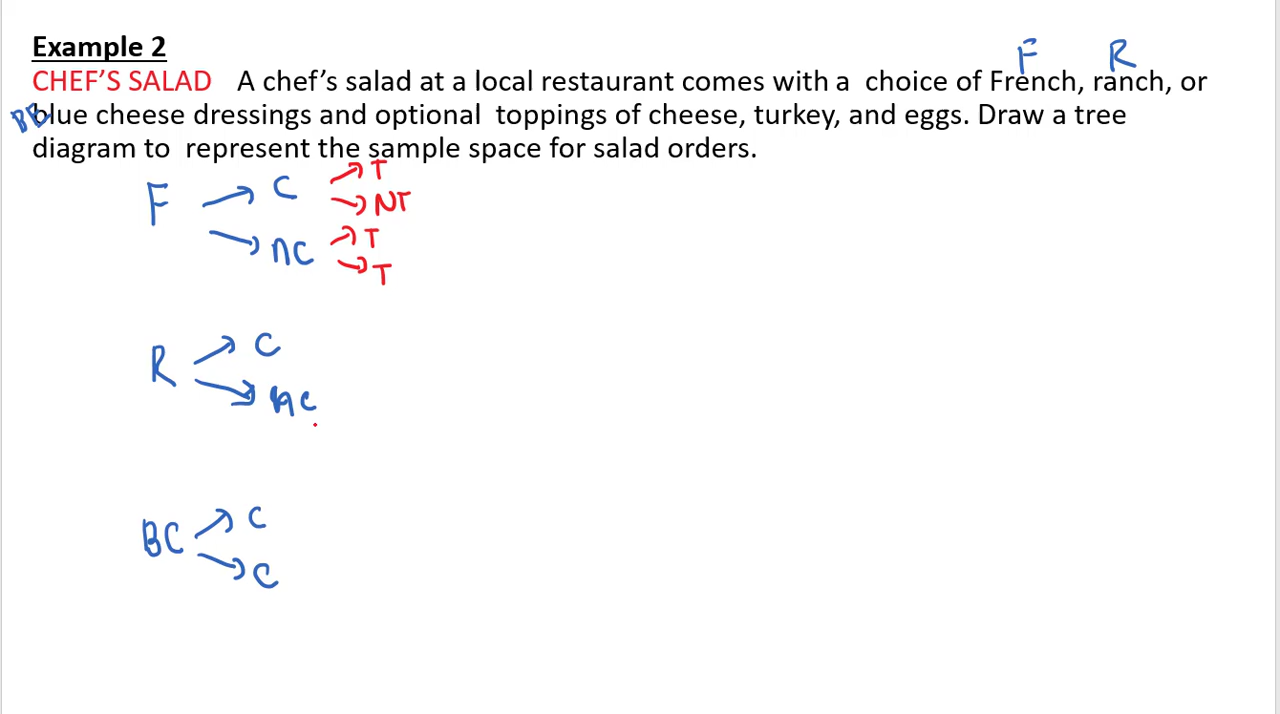 Example 2
F R
CHEF'S SALAD A chef's salad at a local restaurant comes with a choice of French, ranch, or
blue cheese dressings and optional toppings of cheese, turkey, and eggs. Draw a tree
diagram to represent the sample space for salad orders.
T
F C
NT
T
nC
T
C
R
C
BC
C